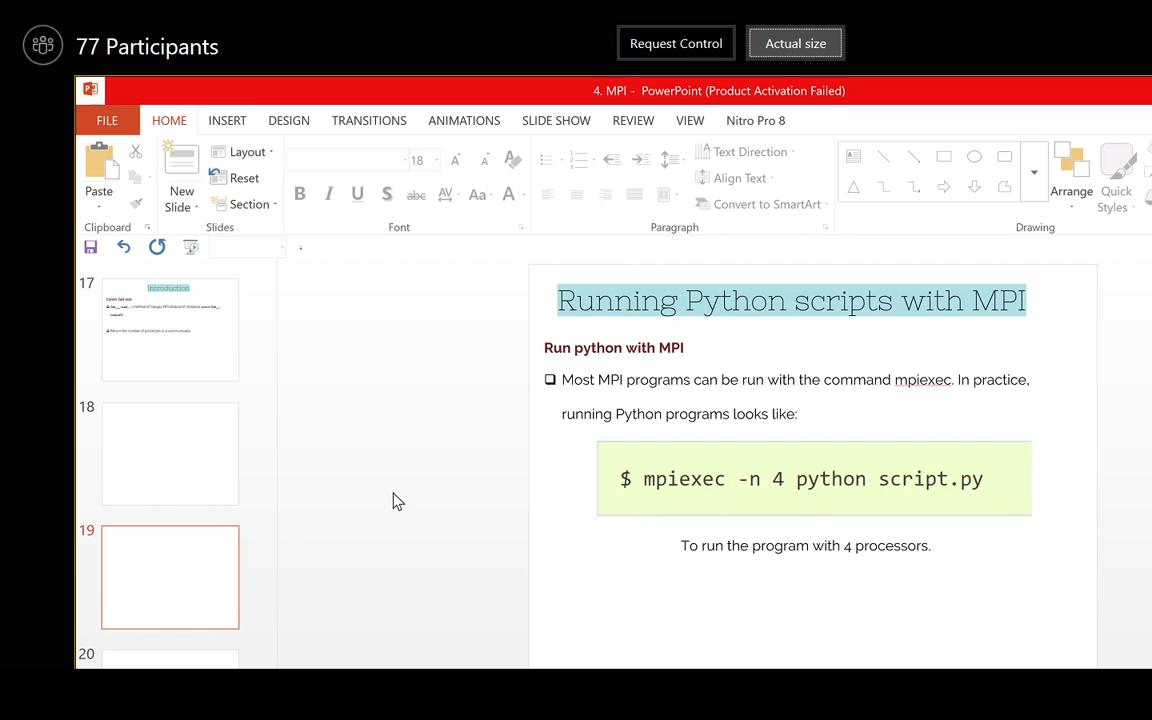 77 Participants
Request Control
Actual size
4. MPI - PowerPoint (Product Activation Failed)
FILE HOME INSERT DESIGN TRANSITIONS ANIMATIONS SLIDE SHOW REVIEW VIEW Nitro Pro 8
Paste
Clipboard
New
Slide
Layout
Reset
Section
Slides
18
B I U S abc AV Aa A
Font
Text Direction
Align Text
Convert to SmartArt
Paragraph
Arrange
Quick
Styles
Drawing
17
Introduction
18
19
20
Running Python scripts with MPI
Run python with MPI
Most MPI programs can be run with the command mpiexec. In practice,
running Python programs looks like:
$ mpiexec -n 4 python script.py
To run the program with 4 processors.